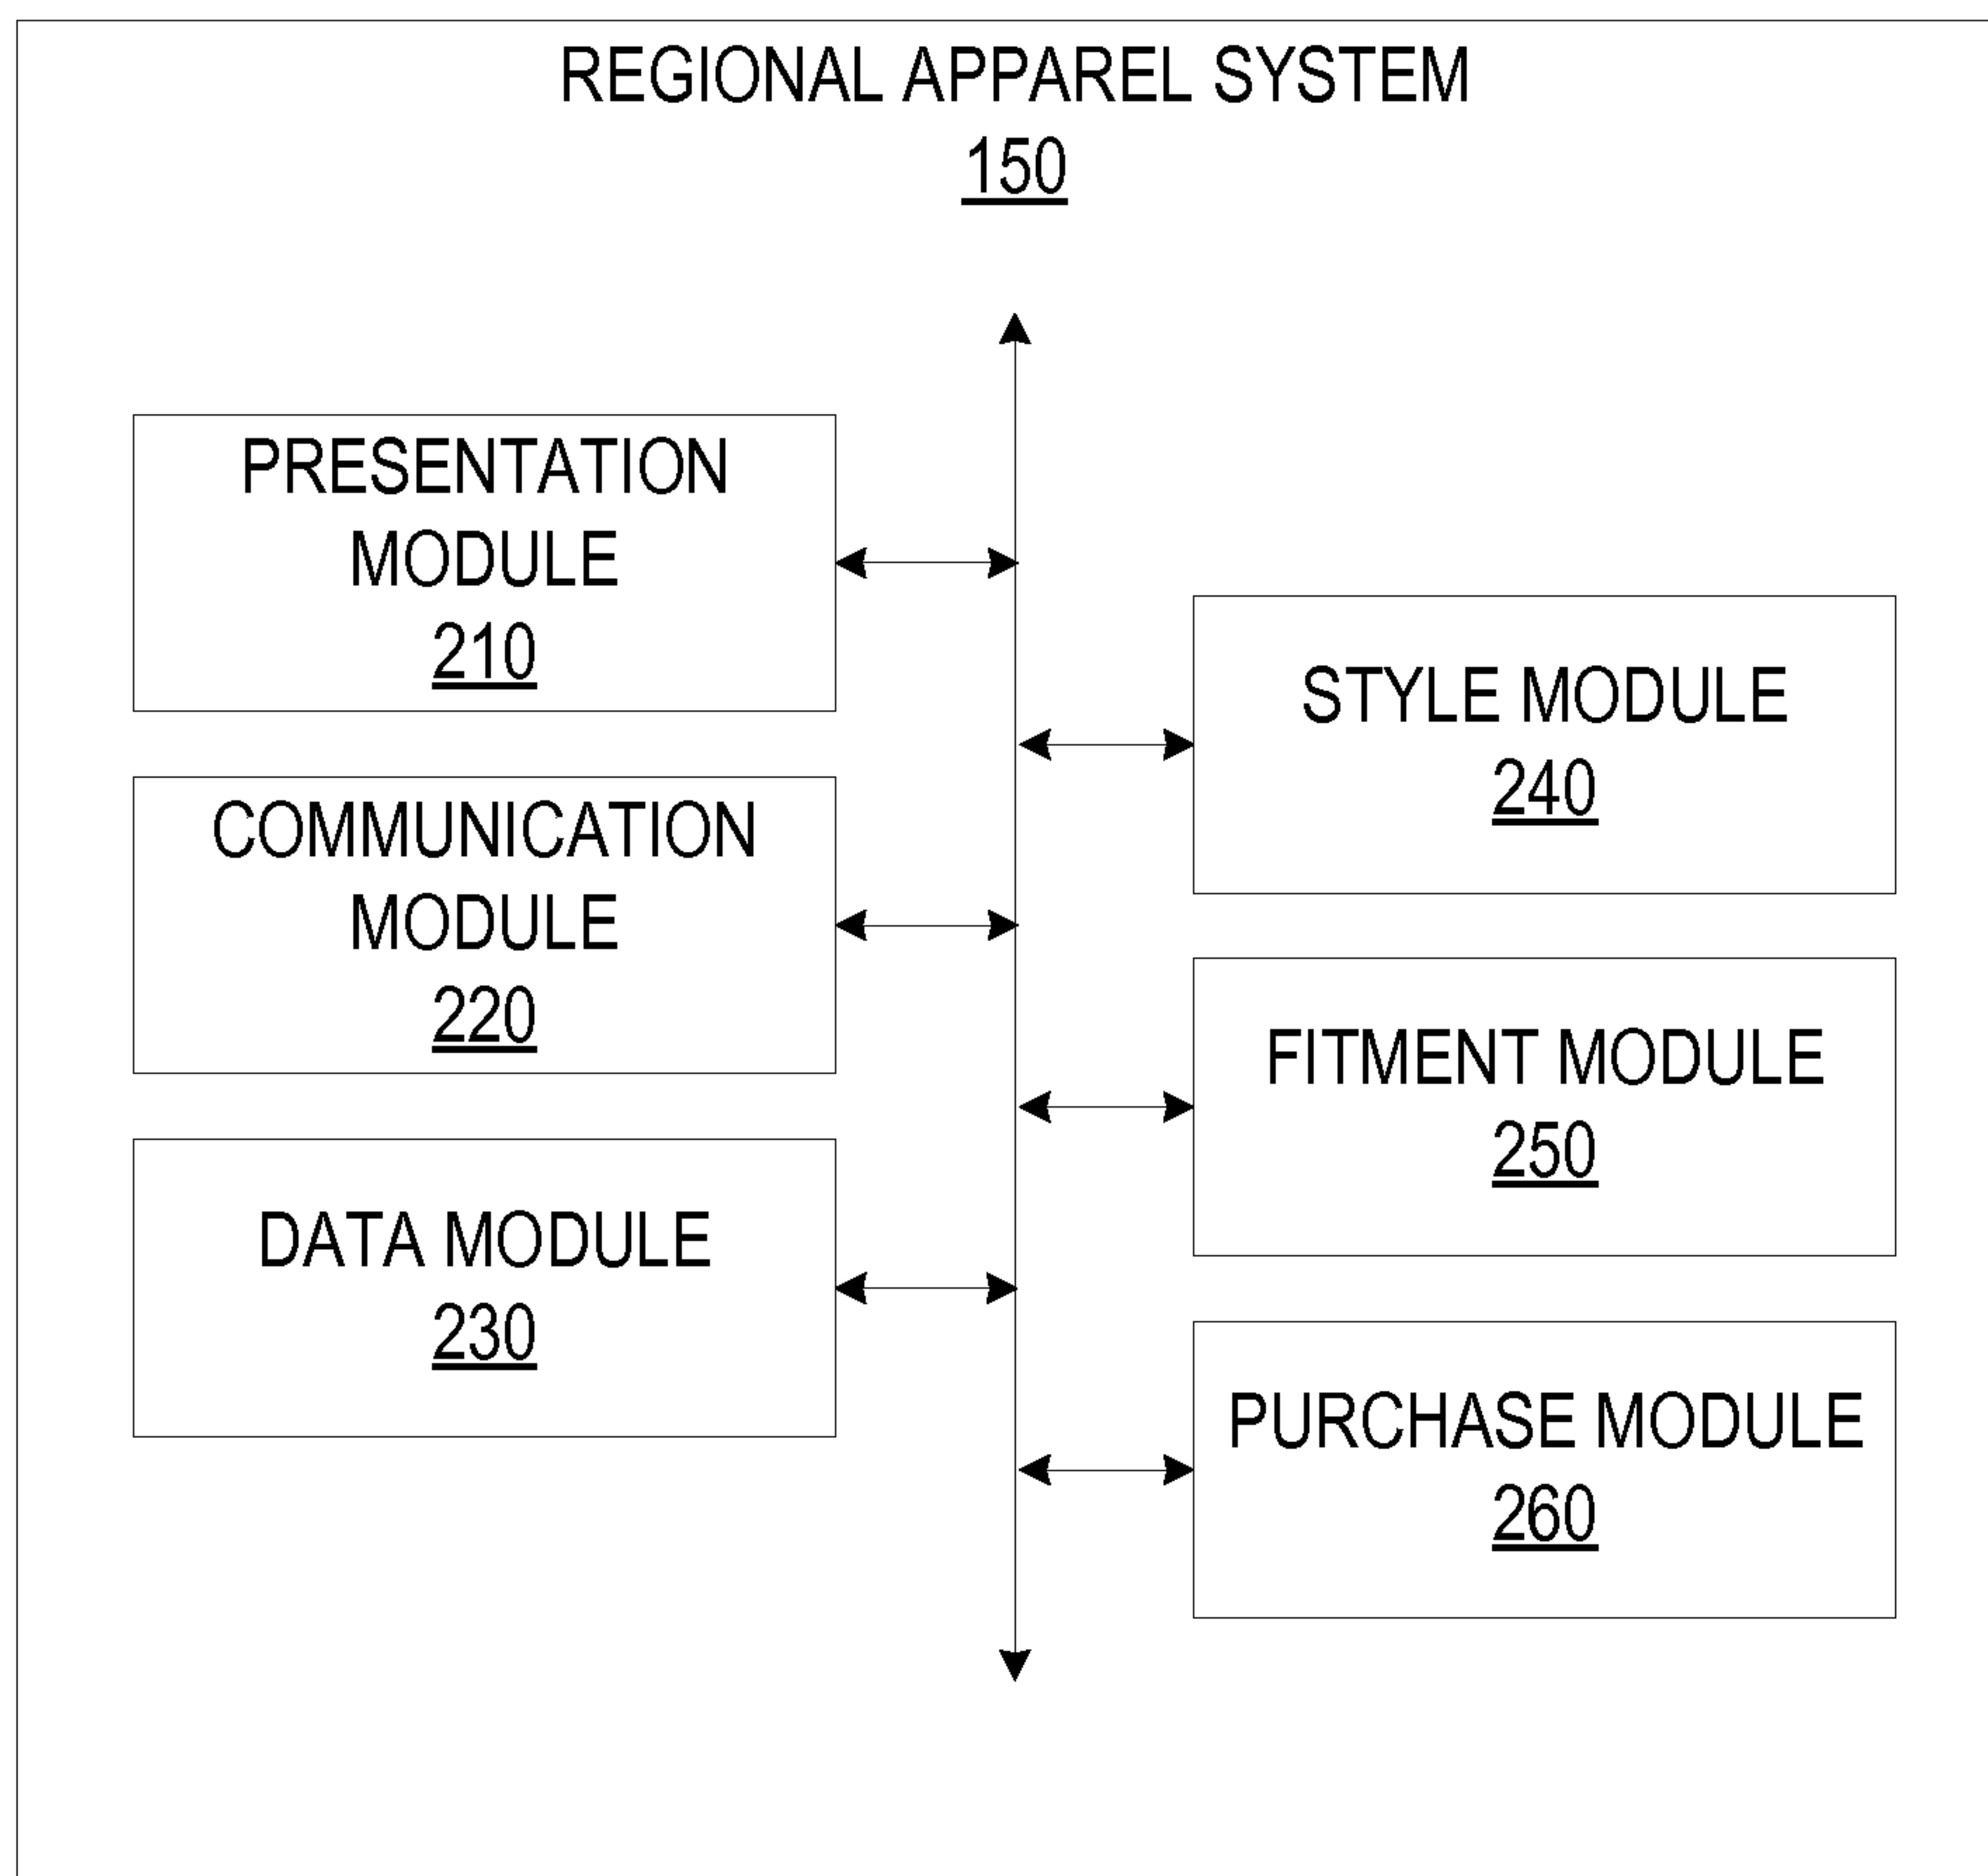 REGIONAL APPAREL SYSTEM
150
PRESENTATION
MODULE
210
COMMUNICATION
MODULE
220
DATA MODULE
230
STYLE MODULE
240
FITMENT MODULE
250
PURCHASE MODULE
260